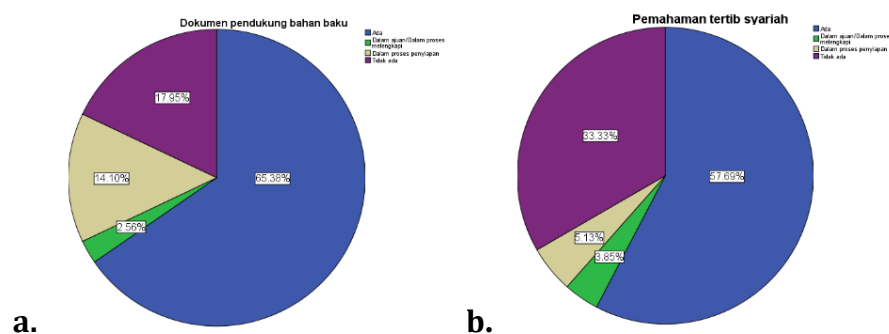 Dokumen pendukung bahan baku
Ada
Dalam ajuan/Dalam proses
melengkapi
Dalam proses penyiapan
Tidak ada
17.95%
14.10%
65.38%
2.56%
a.
Pemahaman tertib syariah
Ada
Dalam ajuan/Dalam proses
melengkapi
Dalam proses penyiapan
Tidak ada
33.33%
57.69%
5.13%
3.85%
b.